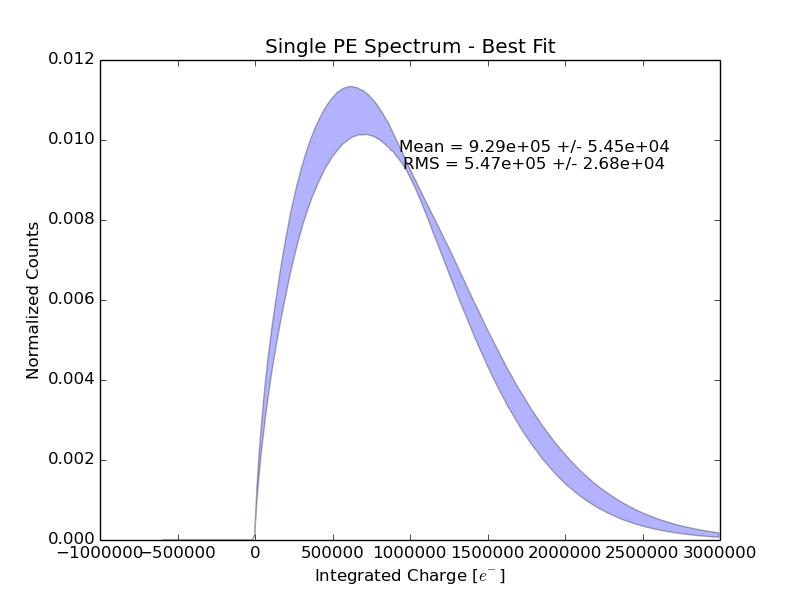 Single PE Spectrum - Best Fit
0.012
0.010
Mean = 9.29e+05 +/- 5.45e+04
RMS = 5.47e+05 +/- 2.68e+04
0.008
Normalized Counts
0.006
0.004
0.002
0.000
−1000000 −500000 0 500000 1000000 1500000 2000000 2500000 3000000
Integrated Charge [e⁻]